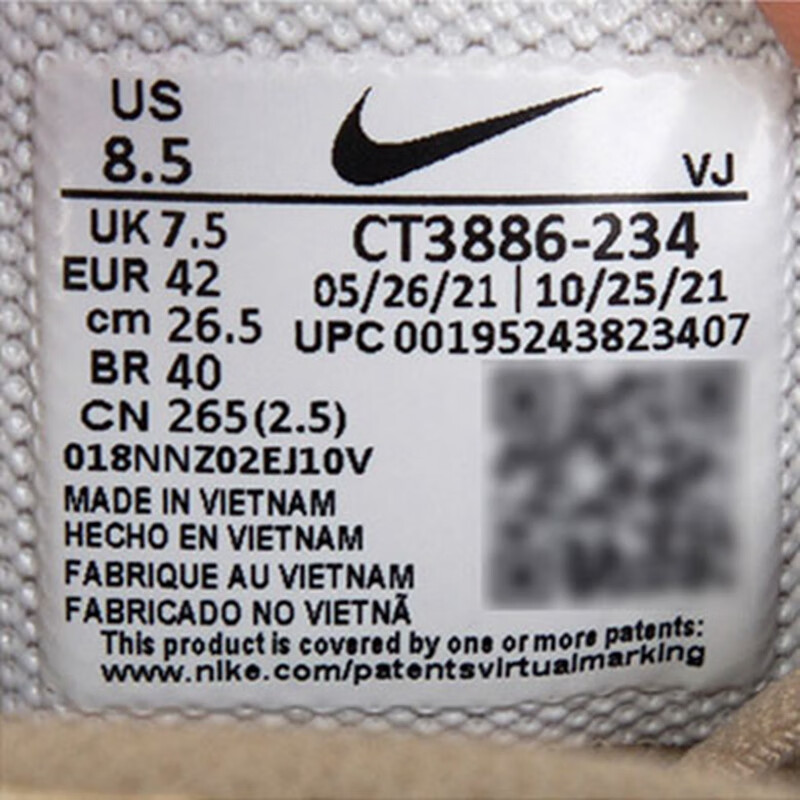 US
8.5
VJ
UK 7.5
CT3886-234
EUR 42
05/26/21 | 10/25/21
cm 26.5
UPC 00195243823407
BR 40
CN 265(2.5)
018NNZ02EJ10V
MADE IN VIETNAM
HECHO EN VIETNAM
FABRIQUE AU VIETNAM
FABRICADO NO VIETNÃ
This product is covered by one or more patents:
www.nike.com/patentsvirtualmarking